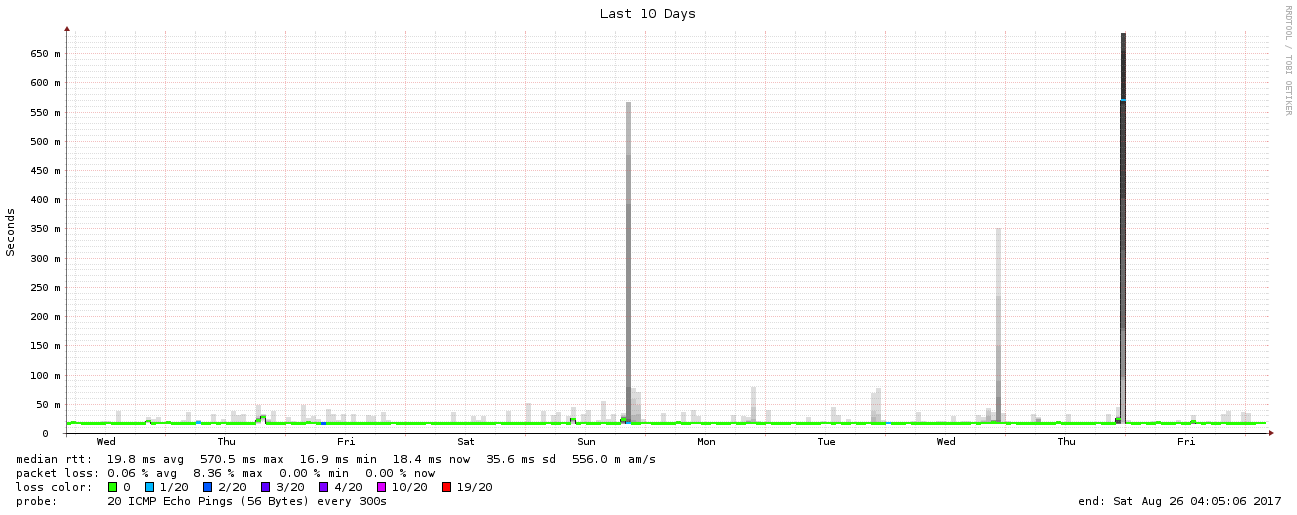 Last 10 Days
RRDTOOL / TOBI OETIKER
Seconds
650 m
600 m
550 m
500 m
450 m
400 m
350 m
300 m
250 m
200 m
150 m
100 m
50 m
0
Wed Thu Fri Sat Sun Mon Tue Wed Thu Fri
median rtt: 19.8 ms avg 570.5 ms max 16.9 ms min 18.4 ms now 35.6 ms sd 556.0 m am/s
packet loss: 0.06 % avg 8.36 % max 0.00 % min 0.00 % now
loss color: 0 1/20 2/20 3/20 4/20 10/20 19/20
probe: 20 ICMP Echo Pings (56 Bytes) every 300s end: Sat Aug 26 04:05:06 2017